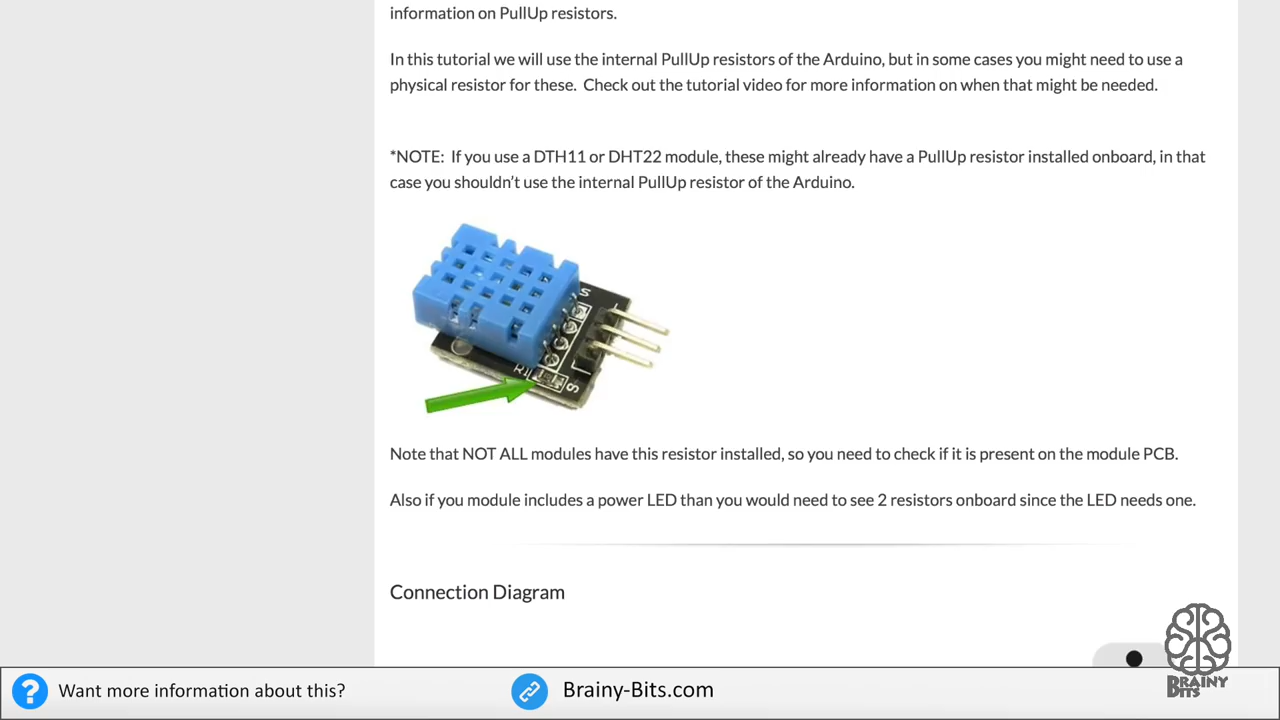 information on PullUp resistors.
In this tutorial we will use the internal PullUp resistors of the Arduino, but in some cases you might need to use a
physical resistor for these.  Check out the tutorial video for more information on when that might be needed.
*NOTE:  If you use a DTH11 or DHT22 module, these might already have a PullUp resistor installed onboard, in that
case you shouldn't use the internal PullUp resistor of the Arduino.
S
R1
S
Note that NOT ALL modules have this resistor installed, so you need to check if it is present on the module PCB.
Also if you module includes a power LED than you would need to see 2 resistors onboard since the LED needs one.
Connection Diagram
? Want more information about this?
Brainy-Bits.com
BRAINY
BITS